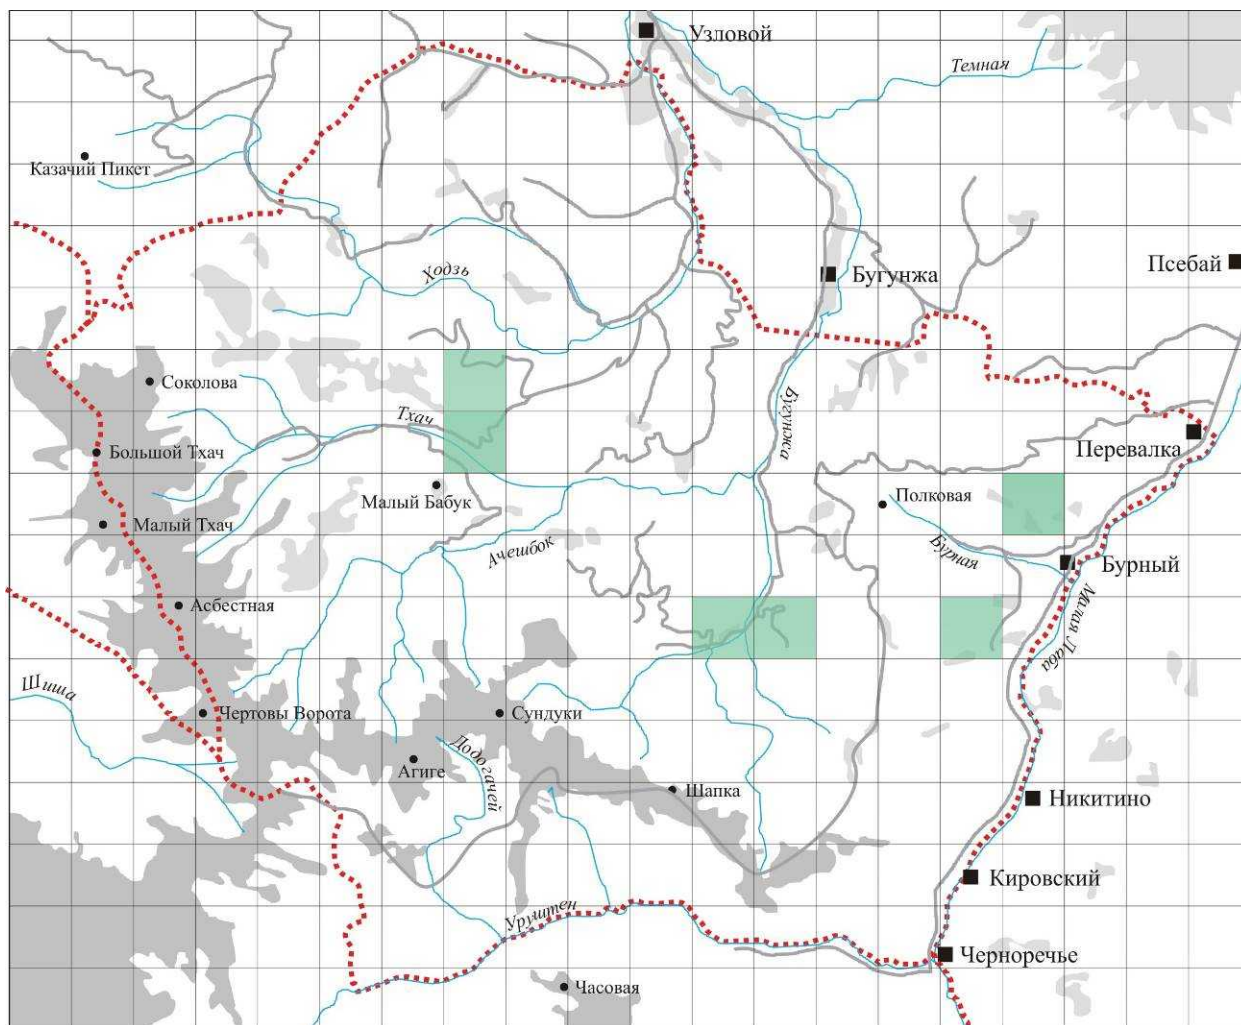 Узловой
Темная
Казачий Пикет
Ходзь
Бугунжа
Псебай
Соколова
Тхач
Бугунжа
Большой Тхач
Перевалка
Малый Бабук
Полковая
Малый Тхач
Ачешбок
Бурная
Бурный
Асбестная
Малая Лаба
Шиша
Чертовы Ворота
Сундуки
Додогачей
Агиге
Шапка
Никитино
Кировский
Уруштен
Черноречье
Часовая